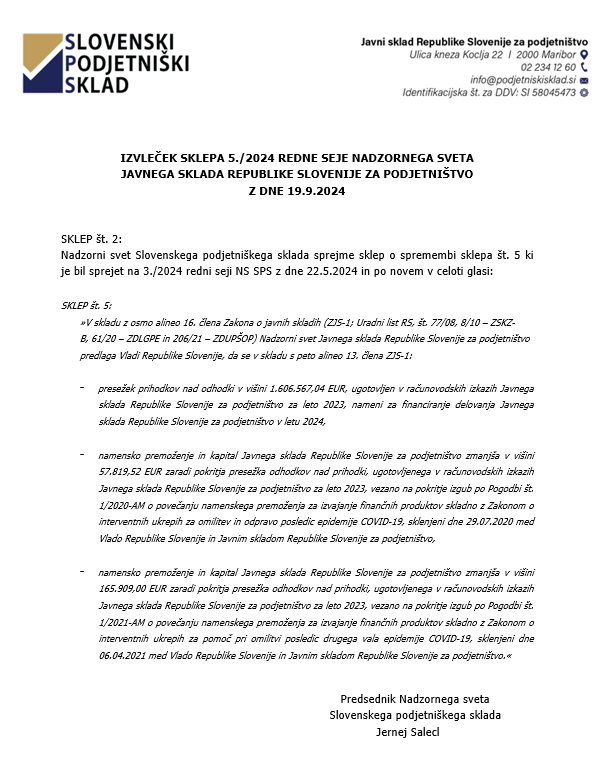 SLOVENSKI
PODJETNIŠKI
SKLAD
Javni sklad Republike Slovenije za podjetništvo
Ulica kneza Koclja 22 I 2000 Maribor
02 234 12 60
info@podjetniskisklad.si
Identifikacijska št. za DDV: SI 58045473
IZVLEČEK SKLEPA 5./2024 REDNE SEJE NADZORNEGA SVETA
JAVNEGA SKLADA REPUBLIKE SLOVENIJE ZA PODJETNIŠTVO
Z DNE 19.9.2024
SKLEP št. 2:
Nadzorni svet Slovenskega podjetniškega sklada sprejme sklep o spremembi sklepa št. 5 ki
je bil sprejet na 3./2024 redni seji NS SPS z dne 22.5.2024 in po novem v celoti glasi:
SKLEP št. 5:
»V skladu z osmo alineo 16. člena Zakona o javnih skladih (ZJS-1; Uradni list RS, št. 77/08, 8/10 – ZSKZ-
B, 61/20 – ZDLGPE in 206/21 – ZDUPŠOP) Nadzorni svet Javnega sklada Republike Slovenije za podjetništvo
predlaga Vladi Republike Slovenije, da se v skladu s peto alineo 13. člena ZJS-1:
- presežek prihodkov nad odhodki v višini 1.606.567,04 EUR, ugotovljen v računovodskih izkazih Javnega
sklada Republike Slovenije za podjetništvo za leto 2023, nameni za financiranje delovanja Javnega
sklada Republike Slovenije za podjetništvo v letu 2024,
- namensko premoženje in kapital Javnega sklada Republike Slovenije za podjetništvo zmanjša v višini
57.819,52 EUR zaradi pokritja presežka odhodkov nad prihodki, ugotovljenega v računovodskih izkazih
Javnega sklada Republike Slovenije za podjetništvo za leto 2023, vezano na pokritje izgub po Pogodbi št.
1/2020-AM o povečanju namenskega premoženja za izvajanje finančnih produktov skladno z Zakonom o
interventnih ukrepih za omilitev in odpravo posledic epidemije COVID-19, sklenjeni dne 29.07.2020 med
Vlado Republike Slovenije in Javnim skladom Republike Slovenije za podjetništvo,
- namensko premoženje in kapital Javnega sklada Republike Slovenije za podjetništvo zmanjša v višini
165.909,00 EUR zaradi pokritja presežka odhodkov nad prihodki, ugotovljenega v računovodskih izkazih
Javnega sklada Republike Slovenije za podjetništvo za leto 2023, vezano na pokritje izgub po Pogodbi št.
1/2021-AM o povečanju namenskega premoženja za izvajanje finančnih produktov skladno z Zakonom o
interventnih ukrepih za pomoč pri omilitvi posledic drugega vala epidemije COVID-19, sklenjeni dne
06.04.2021 med Vlado Republike Slovenije in Javnim skladom Republike Slovenije za podjetništvo.«
Predsednik Nadzornega sveta
Slovenskega podjetniškega sklada
Jernej Salecl